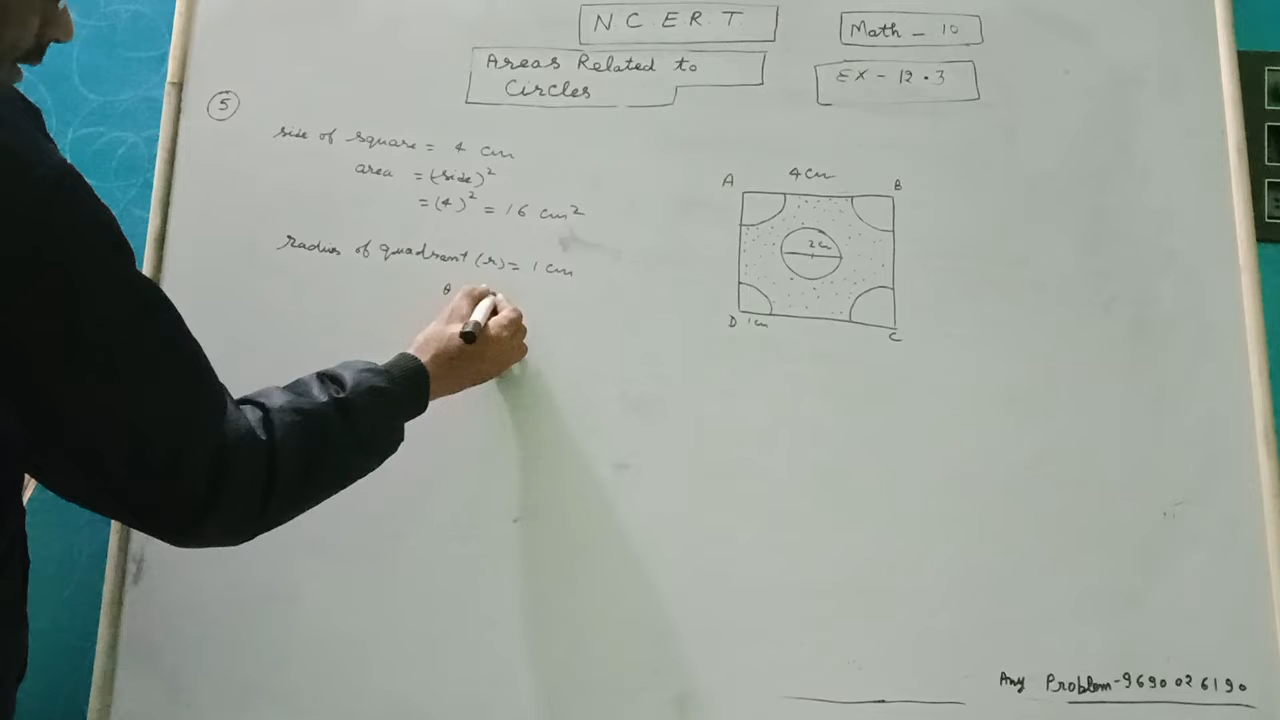 N C E R T.
Math - 10
Areas Related to
Circles
EX - 12.3
5
side of square = 4 cm
area = (side)²
= (4)² = 16 cm²
radius of quadrant (r) = 1 cm
θ
4 cm
A
B
2 cm
D
1 cm
C
Any Problem-9690026190